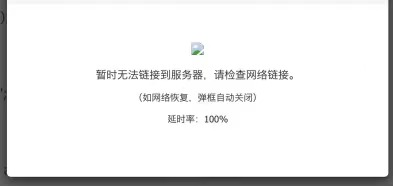 暂时无法链接到服务器，请检查网络链接。
（如网络恢复，弹框自动关闭）
延时率：100%